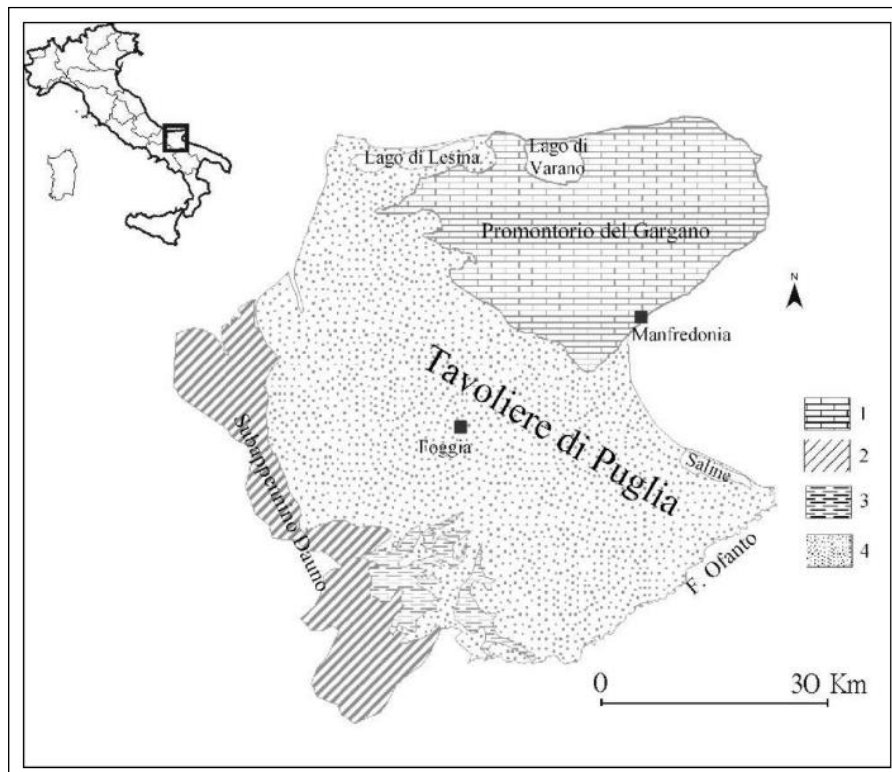 Lago di Lesina
Lago di
Varano
Promontorio del Gargano
N
Manfredonia
Tavoliere di Puglia
Foggia
Subappennino Dauno
Saline
F. Ofanto
1
2
3
4
0 30 Km